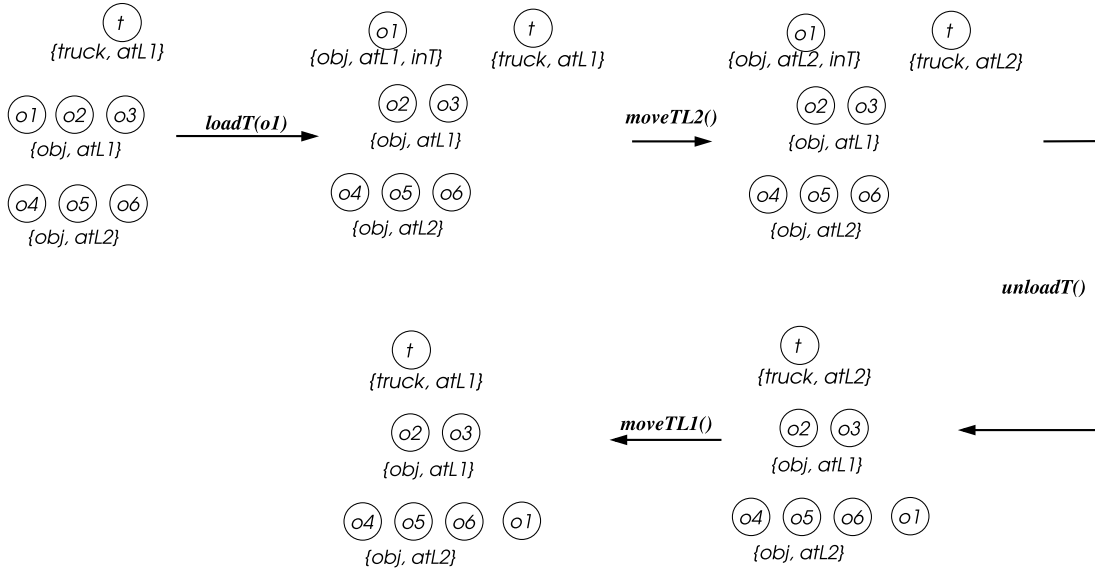 t
{truck, atL1}
o1 o2 o3
{obj, atL1}
o4 o5 o6
{obj, atL2}
loadT(o1)
o1
{obj, atL1, inT}
t
{truck, atL1}
o2 o3
{obj, atL1}
o4 o5 o6
{obj, atL2}
moveTL2()
o1
{obj, atL2, inT}
t
{truck, atL2}
o2 o3
{obj, atL1}
o4 o5 o6
{obj, atL2}
unloadT()
t
{truck, atL2}
o2 o3
{obj, atL1}
o4 o5 o6 o1
{obj, atL2}
moveTL1()
t
{truck, atL1}
o2 o3
{obj, atL1}
o4 o5 o6 o1
{obj, atL2}